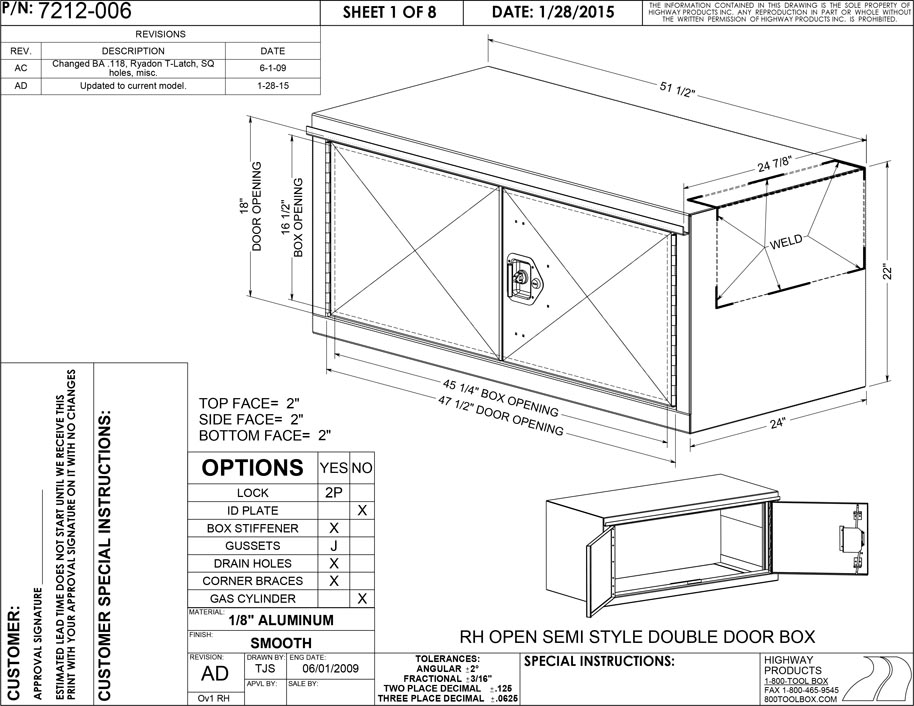 P/N: 7212-006
SHEET 1 OF 8
DATE: 1/28/2015
THE INFORMATION CONTAINED IN THIS DRAWING IS THE SOLE PROPERTY OF
HIGHWAY PRODUCTS INC. ANY REPRODUCTION IN PART OR WHOLE WITHOUT
THE WRITTEN PERMISSION OF HIGHWAY PRODUCTS INC. IS PROHIBITED.
REVISIONS
REV. DESCRIPTION DATE
AC Changed BA .118, Ryadon T-Latch, SQ holes, misc. 6-1-09
AD Updated to current model. 1-28-15
51 1/2"
24 7/8"
18"
DOOR OPENING
16 1/2"
BOX OPENING
WELD
22"
45 1/4" BOX OPENING
47 1/2" DOOR OPENING
24"
TOP FACE= 2"
SIDE FACE= 2"
BOTTOM FACE= 2"
CUSTOMER:
APPROVAL SIGNATURE
ESTIMATED LEAD TIME DOES NOT START UNTIL WE RECEIVE THIS
PRINT WITH YOUR APPROVAL SIGNATURE ON IT WITH NO CHANGES
CUSTOMER SPECIAL INSTRUCTIONS:
OPTIONS YES NO
LOCK 2P
ID PLATE X
BOX STIFFENER X
GUSSETS J
DRAIN HOLES X
CORNER BRACES X
GAS CYLINDER X
MATERIAL:
1/8" ALUMINUM
FINISH:
SMOOTH
REVISION:
AD
Ov1 RH
DRAWN BY:
TJS
ENG DATE:
06/01/2009
APVL BY:
SALE BY:
RH OPEN SEMI STYLE DOUBLE DOOR BOX
TOLERANCES:
ANGULAR ±2°
FRACTIONAL ±3/16"
TWO PLACE DECIMAL ±.125
THREE PLACE DECIMAL ±.0625
SPECIAL INSTRUCTIONS:
HIGHWAY
PRODUCTS
1-800-TOOL BOX
FAX 1-800-465-9545
800TOOLBOX.COM